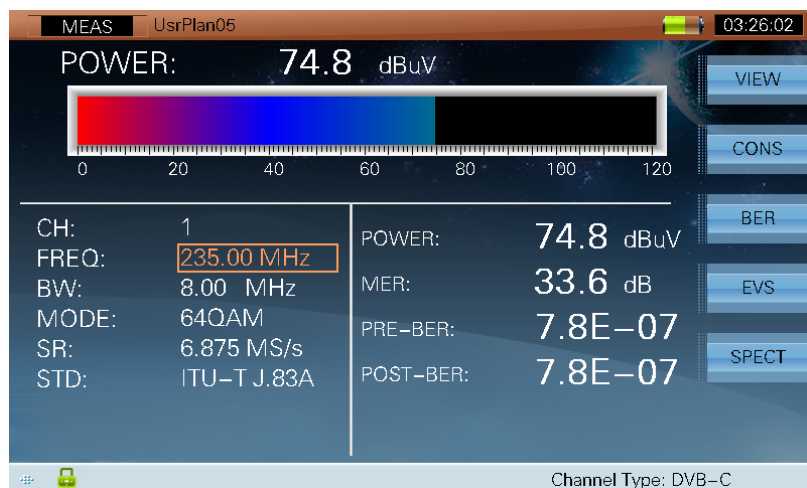 MEAS UsrPlan05 03:26:02
POWER: 74.8 dBuV
VIEW
0 20 40 60 80 100 120
CONS
CH: 1
FREQ: 235.00 MHz
BW: 8.00 MHz
MODE: 64QAM
SR: 6.875 MS/s
STD: ITU-T J.83A
POWER: 74.8 dBuV
MER: 33.6 dB
PRE-BER: 7.8E-07
POST-BER: 7.8E-07
BER
EVS
SPECT
Channel Type: DVB-C